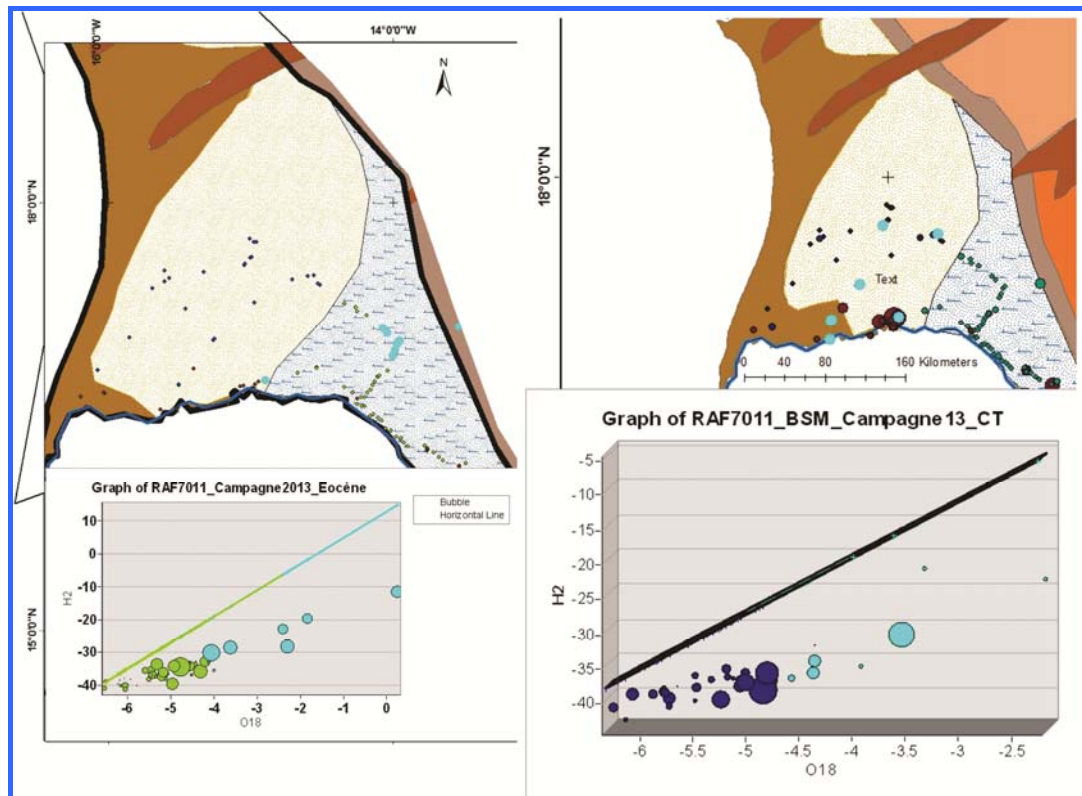 16°0'0"W
14°0'0"W
N
18°0'0"N
15°0'0"N
Graph of RAF7011_Campagne2013_Eocène
Bubble
Horizontal Line
10
0
-10
-20
-30
-40
H2
-6 -5 -4 -3 -2 -1 0
O18
18°0'0"N
Text
0 40 80 160 Kilometers
Graph of RAF7011_BSM_Campagne13_CT
-5
-10
-15
-20
-25
-30
-35
-40
H2
-6 -5.5 -5 -4.5 -4 -3.5 -3 -2.5
O18